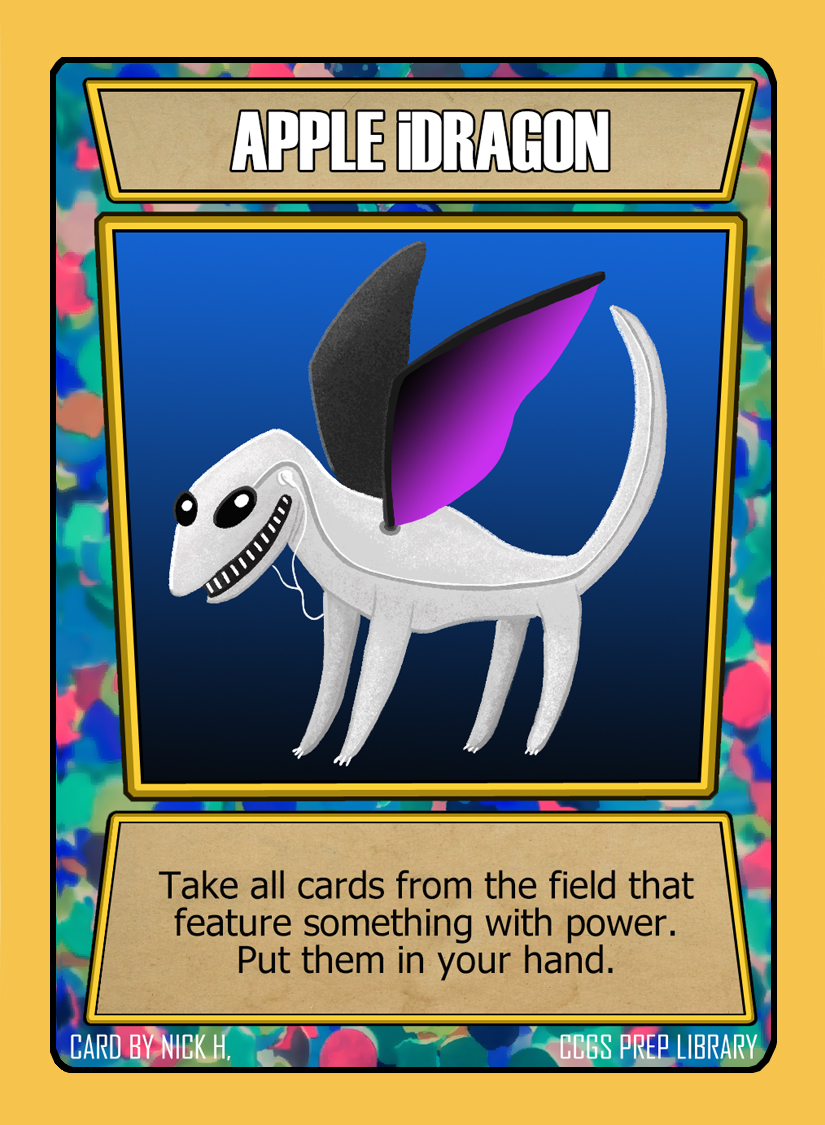 APPLE iDRAGON
Take all cards from the field that
feature something with power.
Put them in your hand.
CARD BY NICK H,
CCGS PREP LIBRARY